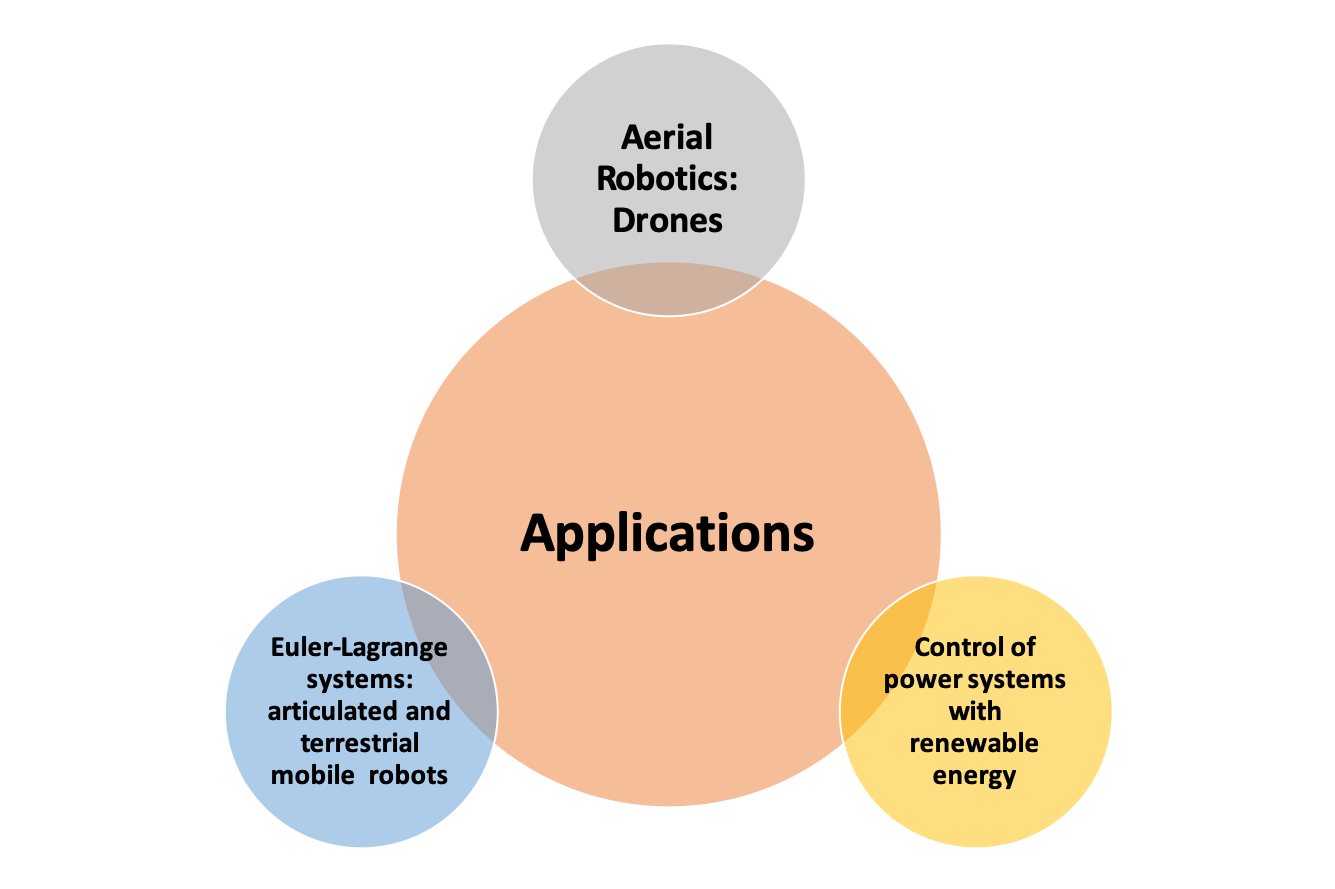 Aerial
Robotics:
Drones
Applications
Euler-Lagrange
systems:
articulated and
terrestrial
mobile  robots
Control of
power systems
with
renewable
energy